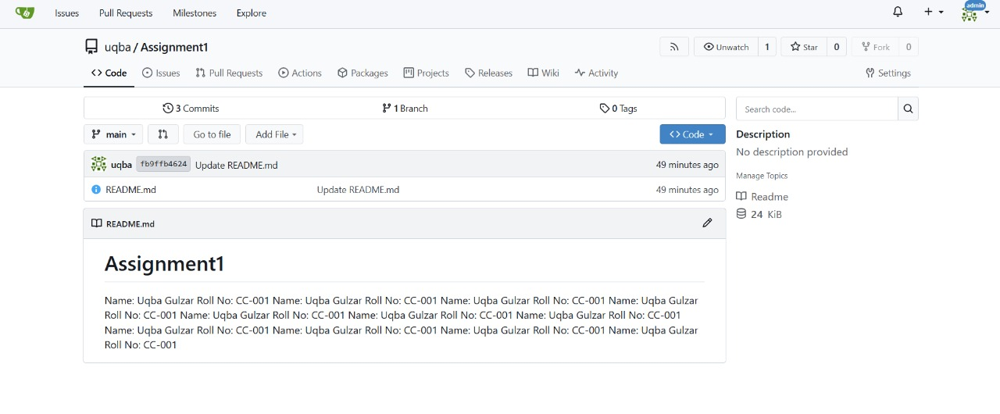 Issues Pull Requests Milestones Explore admin
uqba / Assignment1 Unwatch 1 Star 0 Fork 0
Code Issues Pull Requests Actions Packages Projects Releases Wiki Activity Settings
3 Commits 1 Branch 0 Tags Search code...
main Go to file Add File Code Description
No description provided
uqba fb9ffb4624 Update README.md 49 minutes ago
Manage Topics
README.md Update README.md 49 minutes ago
Readme
24 KiB
README.md
Assignment1
Name: Uqba Gulzar Roll No: CC-001 Name: Uqba Gulzar Roll No: CC-001 Name: Uqba Gulzar Roll No: CC-001 Name: Uqba Gulzar
Roll No: CC-001 Name: Uqba Gulzar Roll No: CC-001 Name: Uqba Gulzar Roll No: CC-001 Name: Uqba Gulzar Roll No: CC-001
Name: Uqba Gulzar Roll No: CC-001 Name: Uqba Gulzar Roll No: CC-001 Name: Uqba Gulzar Roll No: CC-001 Name: Uqba Gulzar
Roll No: CC-001